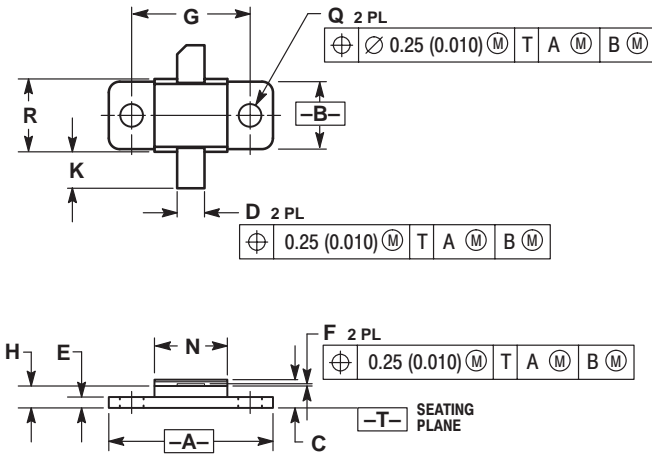 G
Q 2 PL
⌖ ∅ 0.25 (0.010) Ⓜ T A Ⓜ B Ⓜ
R
–B–
K
D 2 PL
⌖ 0.25 (0.010) Ⓜ T A Ⓜ B Ⓜ
H
E
N
F 2 PL
⌖ 0.25 (0.010) Ⓜ T A Ⓜ B Ⓜ
–A–
C
–T– SEATING
PLANE